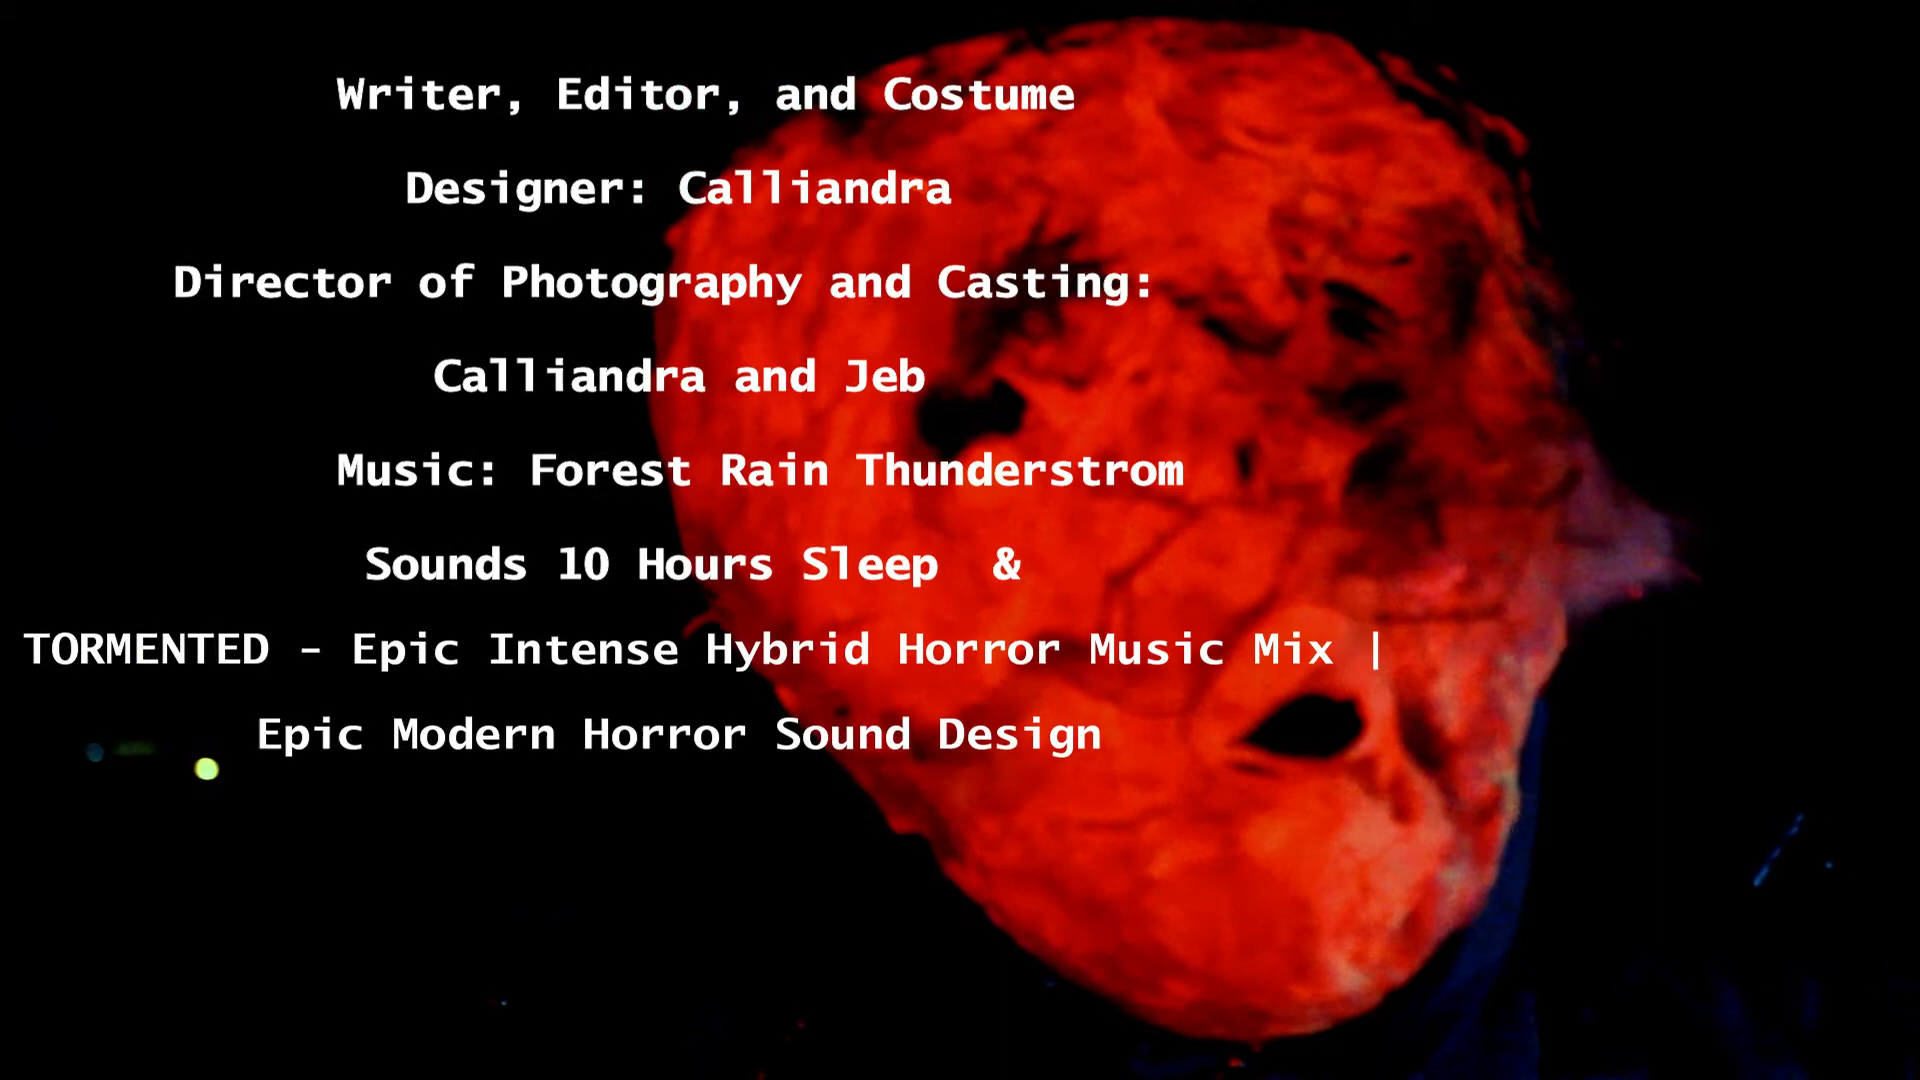 Writer, Editor, and Costume
Designer: Calliandra
Director of Photography and Casting:
Calliandra and Jeb
Music: Forest Rain Thunderstrom
Sounds 10 Hours Sleep  &
TORMENTED - Epic Intense Hybrid Horror Music Mix |
Epic Modern Horror Sound Design